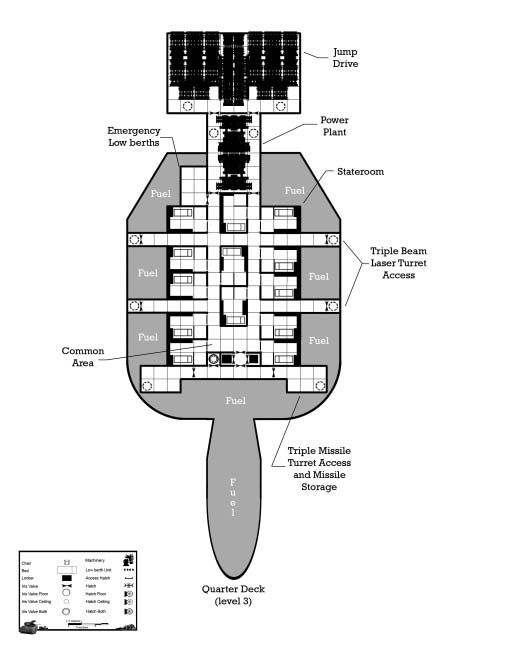 Jump
Drive
Power
Plant
Emergency
Low berths
Stateroom
Fuel
Fuel
Triple Beam
Laser Turret
Access
Fuel
Fuel
Fuel
Fuel
Common
Area
Fuel
Triple Missile
Turret Access
and Missile
Storage
Fuel
Quarter Deck
(level 3)
Chair
Machinery
Bed
Low berth Unit
Locker
Access Hatch
Iris Valve
Hatch
Iris Valve Floor
Hatch Floor
Iris Valve Ceiling
Hatch Ceiling
Iris Valve Both
Hatch Both